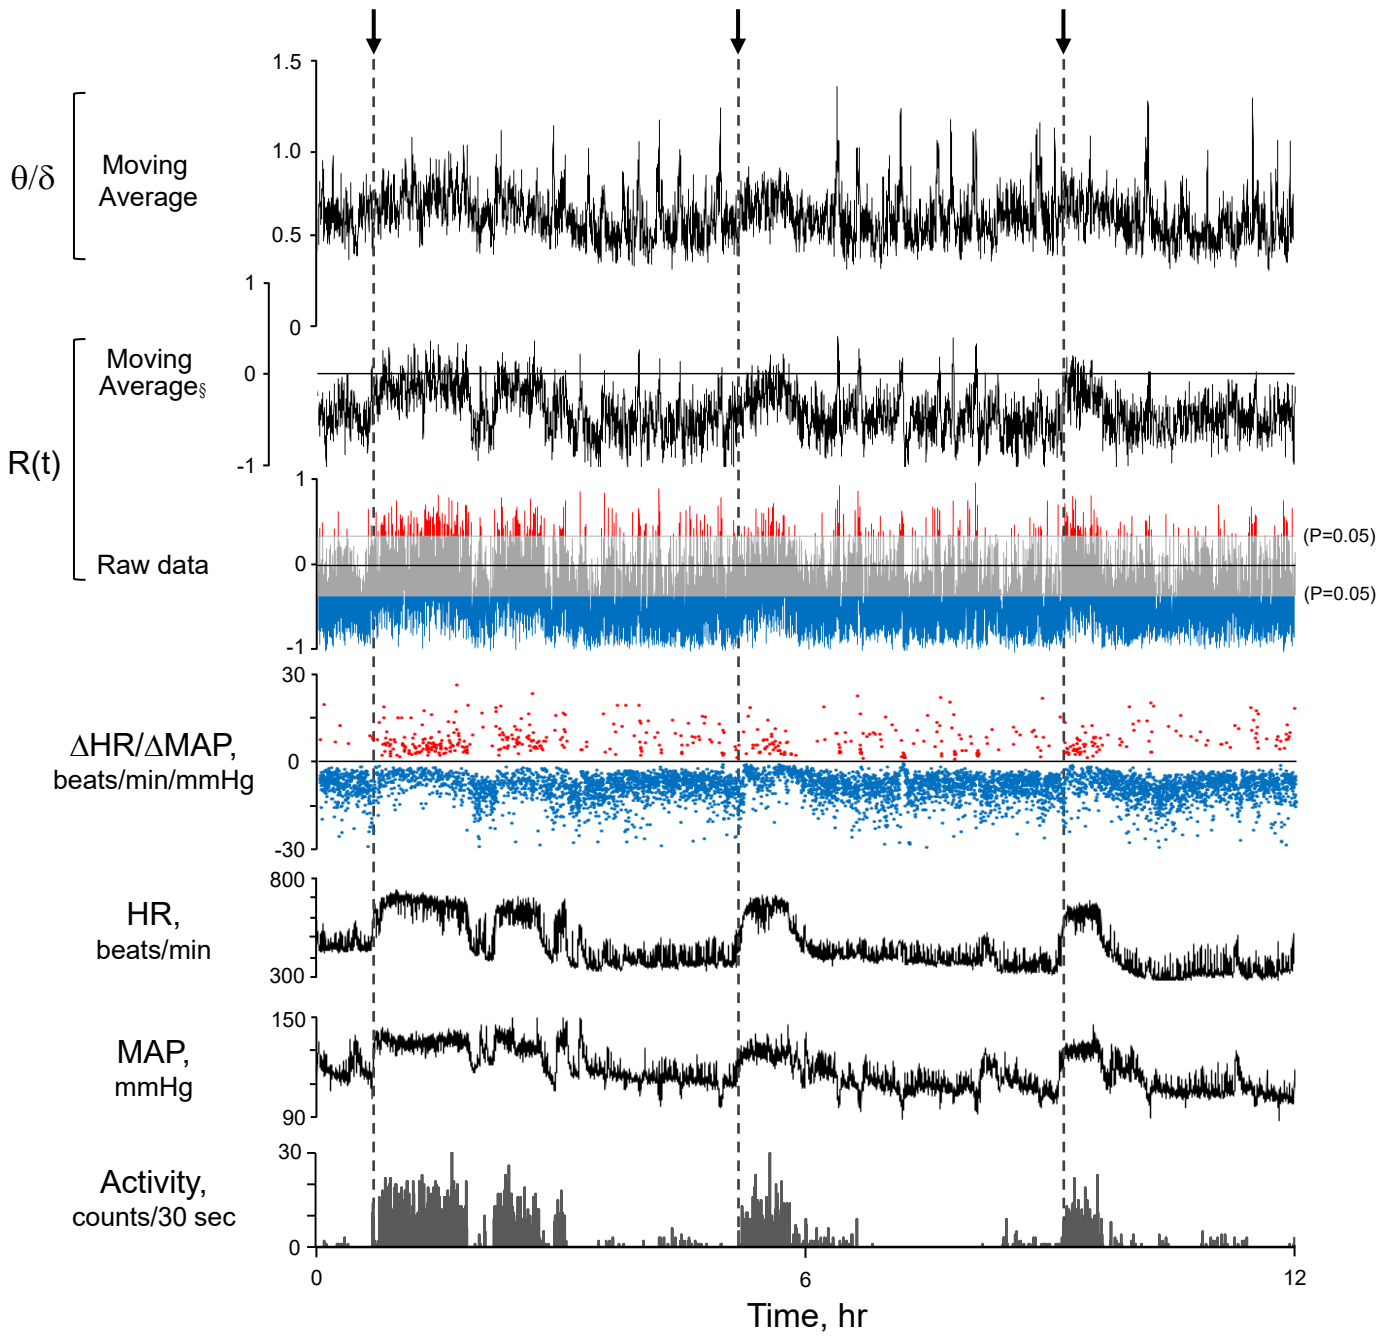 1.5
1.0
0.5
0
θ/δ
Moving
Average
1
0
-1
Moving
Average§
R(t)
1
0
-1
Raw data
(P=0.05)
(P=0.05)
30
0
-30
ΔHR/ΔMAP,
beats/min/mmHg
800
300
HR,
beats/min
150
90
MAP,
mmHg
30
0
Activity,
counts/30 sec
0
6
12
Time, hr